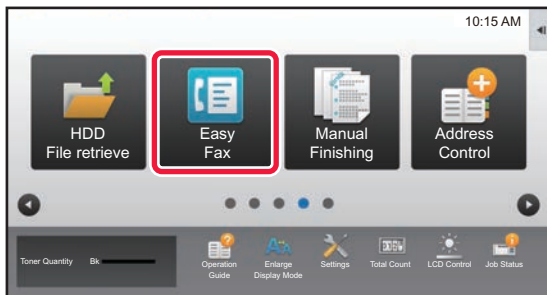 10:15 AM
HDD
File retrieve
Easy
Fax
Manual
Finishing
Address
Control
Toner Quantity
Bk
Operation
Guide
Enlarge
Display Mode
Settings
Total Count
LCD Control
Job Status